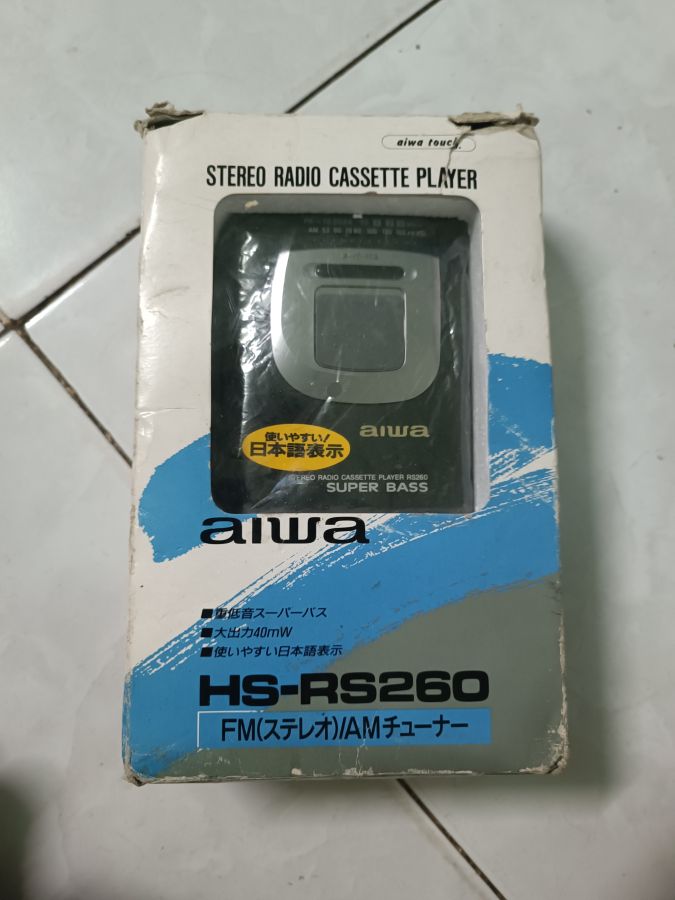 aiwa touch
STEREO RADIO CASSETTE PLAYER
aiwa
使いやすい!
日本語表示
STEREO RADIO CASSETTE PLAYER RS260
SUPER BASS
aiwa
■重低音スーパーバス
■大出力40mW
■使いやすい日本語表示
HS-RS260
FM(ステレオ)/AMチューナー